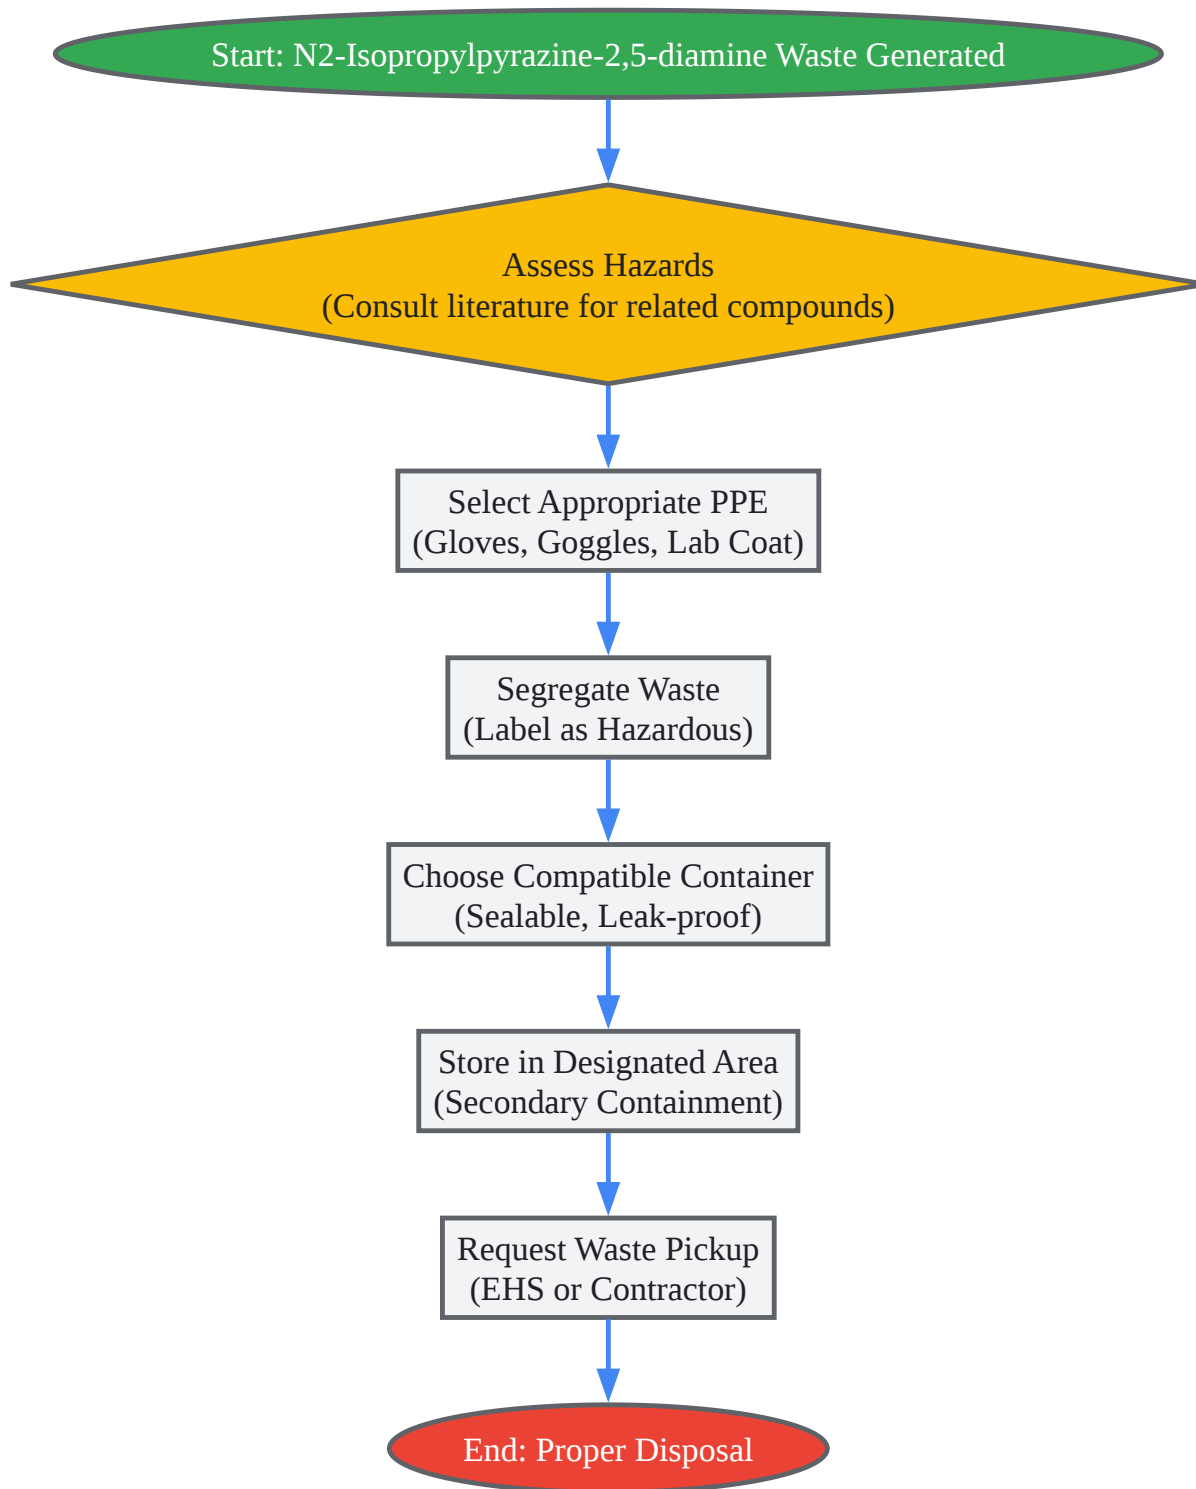 Start: N2-Isopropylpyrazine-2,5-diamine Waste Generated
Assess Hazards
(Consult literature for related compounds)
Select Appropriate PPE
(Gloves, Goggles, Lab Coat)
Segregate Waste
(Label as Hazardous)
Choose Compatible Container
(Sealable, Leak-proof)
Store in Designated Area
(Secondary Containment)
Request Waste Pickup
(EHS or Contractor)
End: Proper Disposal